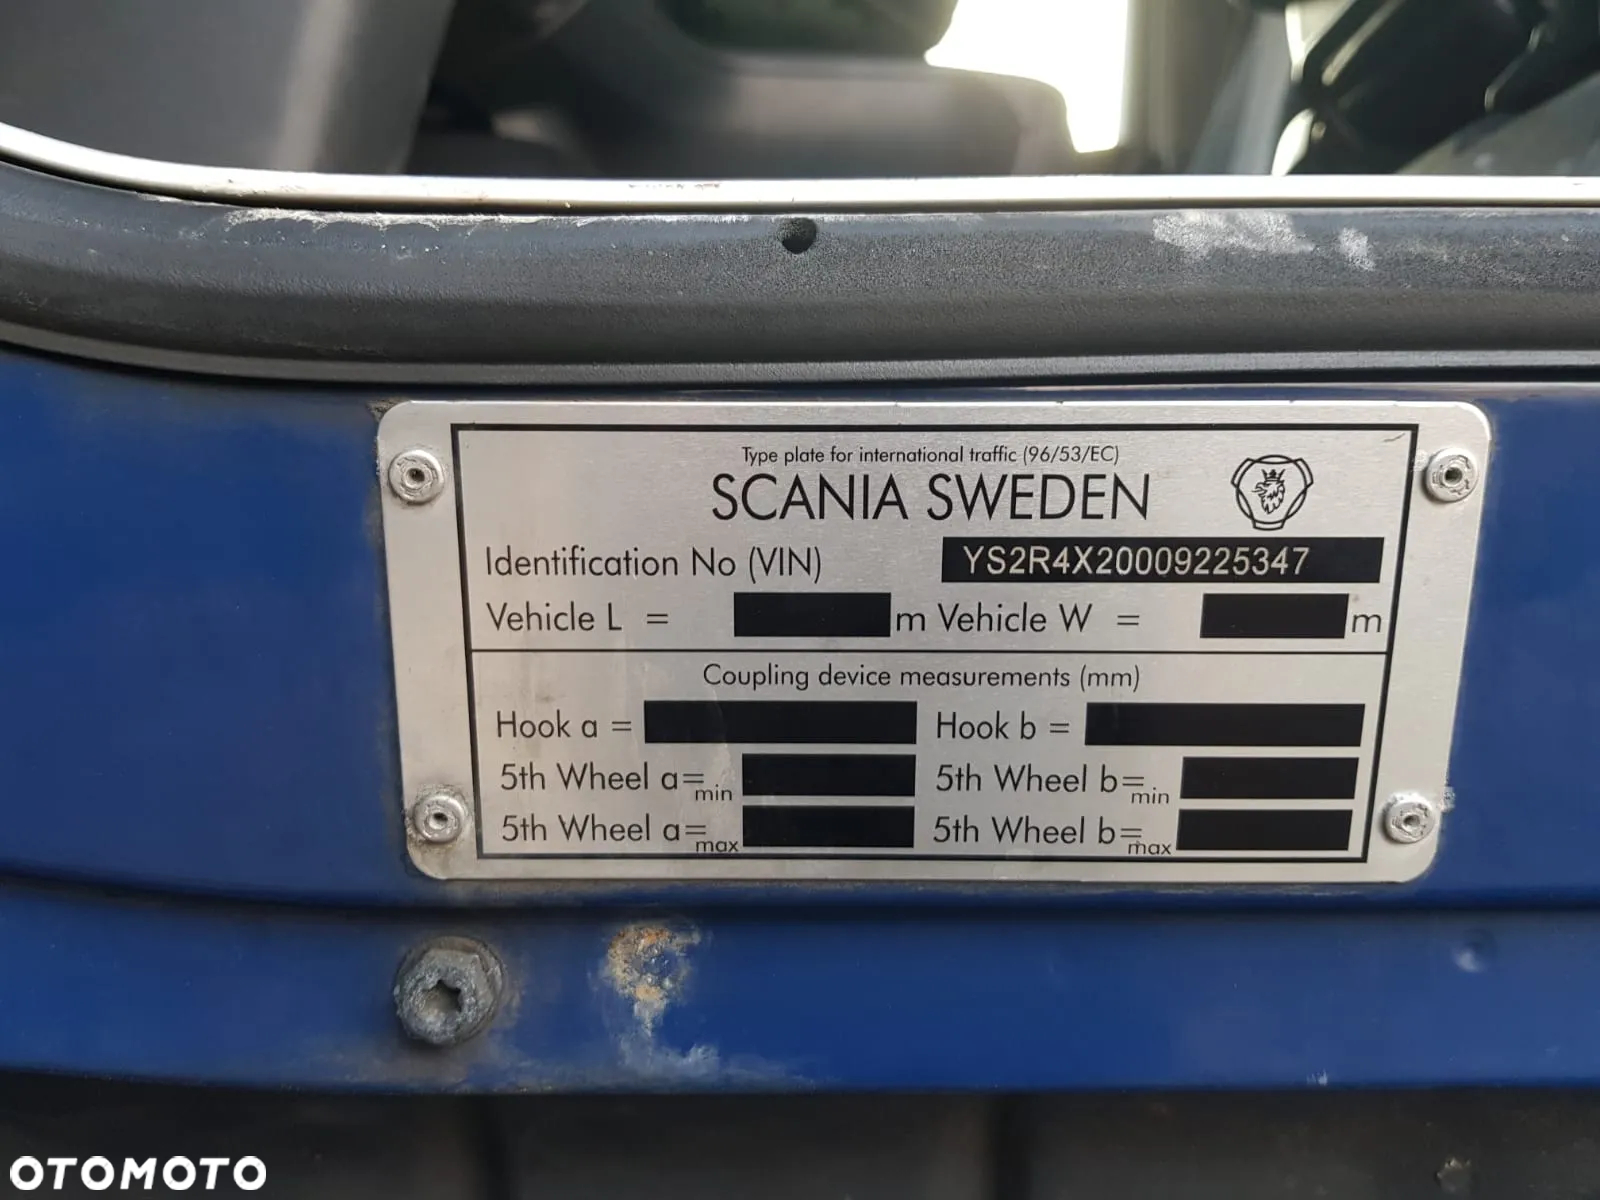 Type plate for international traffic (96/53/EC)
SCANIA SWEDEN
Identification No (VIN) YS2R4X20009225347
Vehicle L = m Vehicle W = m
Coupling device measurements (mm)
Hook a = Hook b =
5th Wheel a=min 5th Wheel b=min
5th Wheel a=max 5th Wheel b=max
OTOMOTO